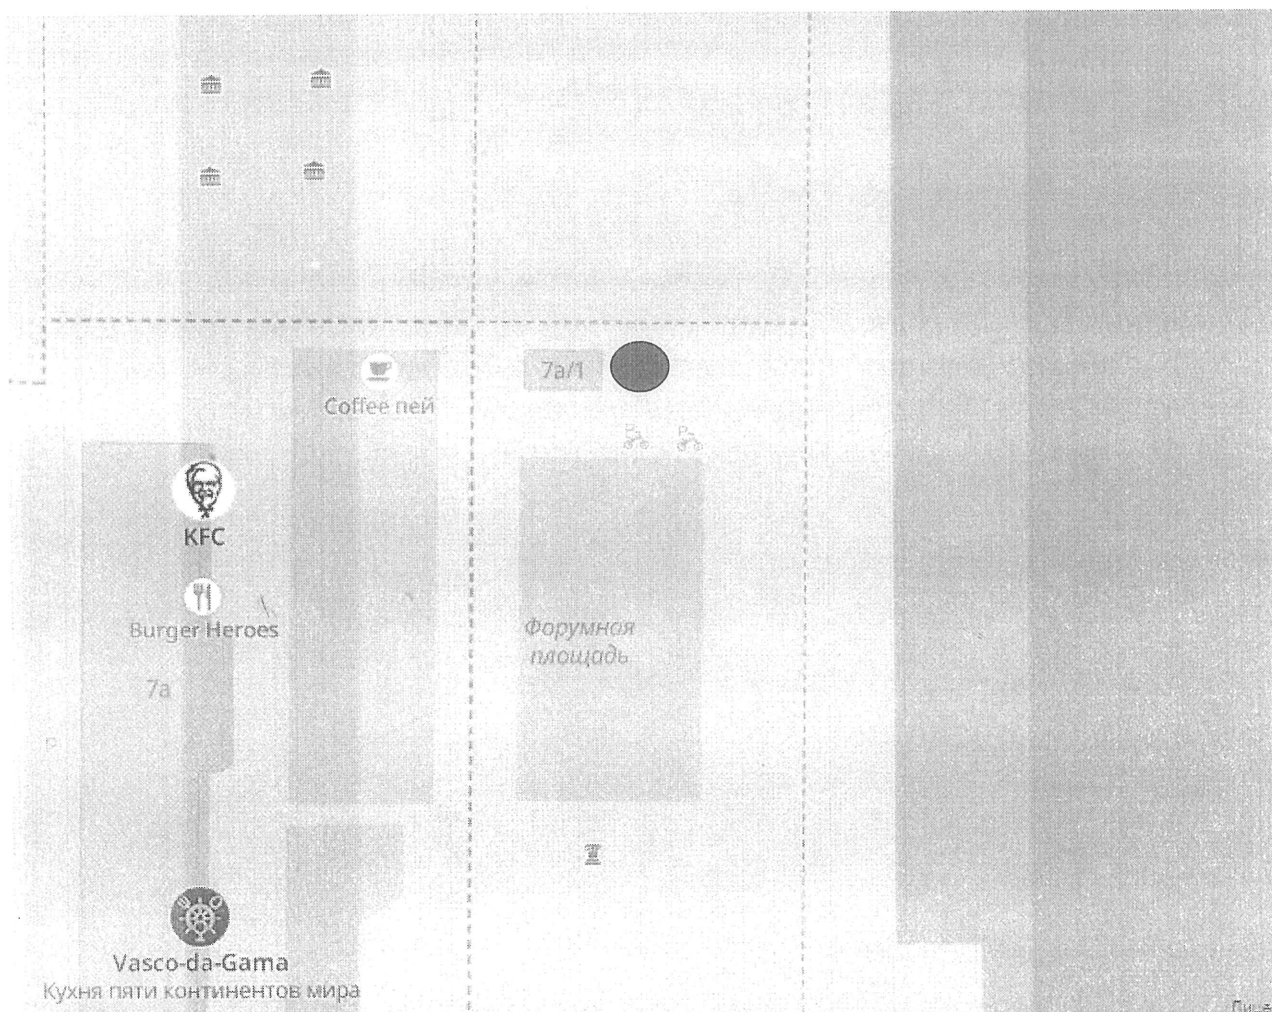 7а/1
Coffee пей
KFC
Burger Heroes
Форумная
площадь
7а
Vasco-da-Gama
Кухня пяти континентов мира